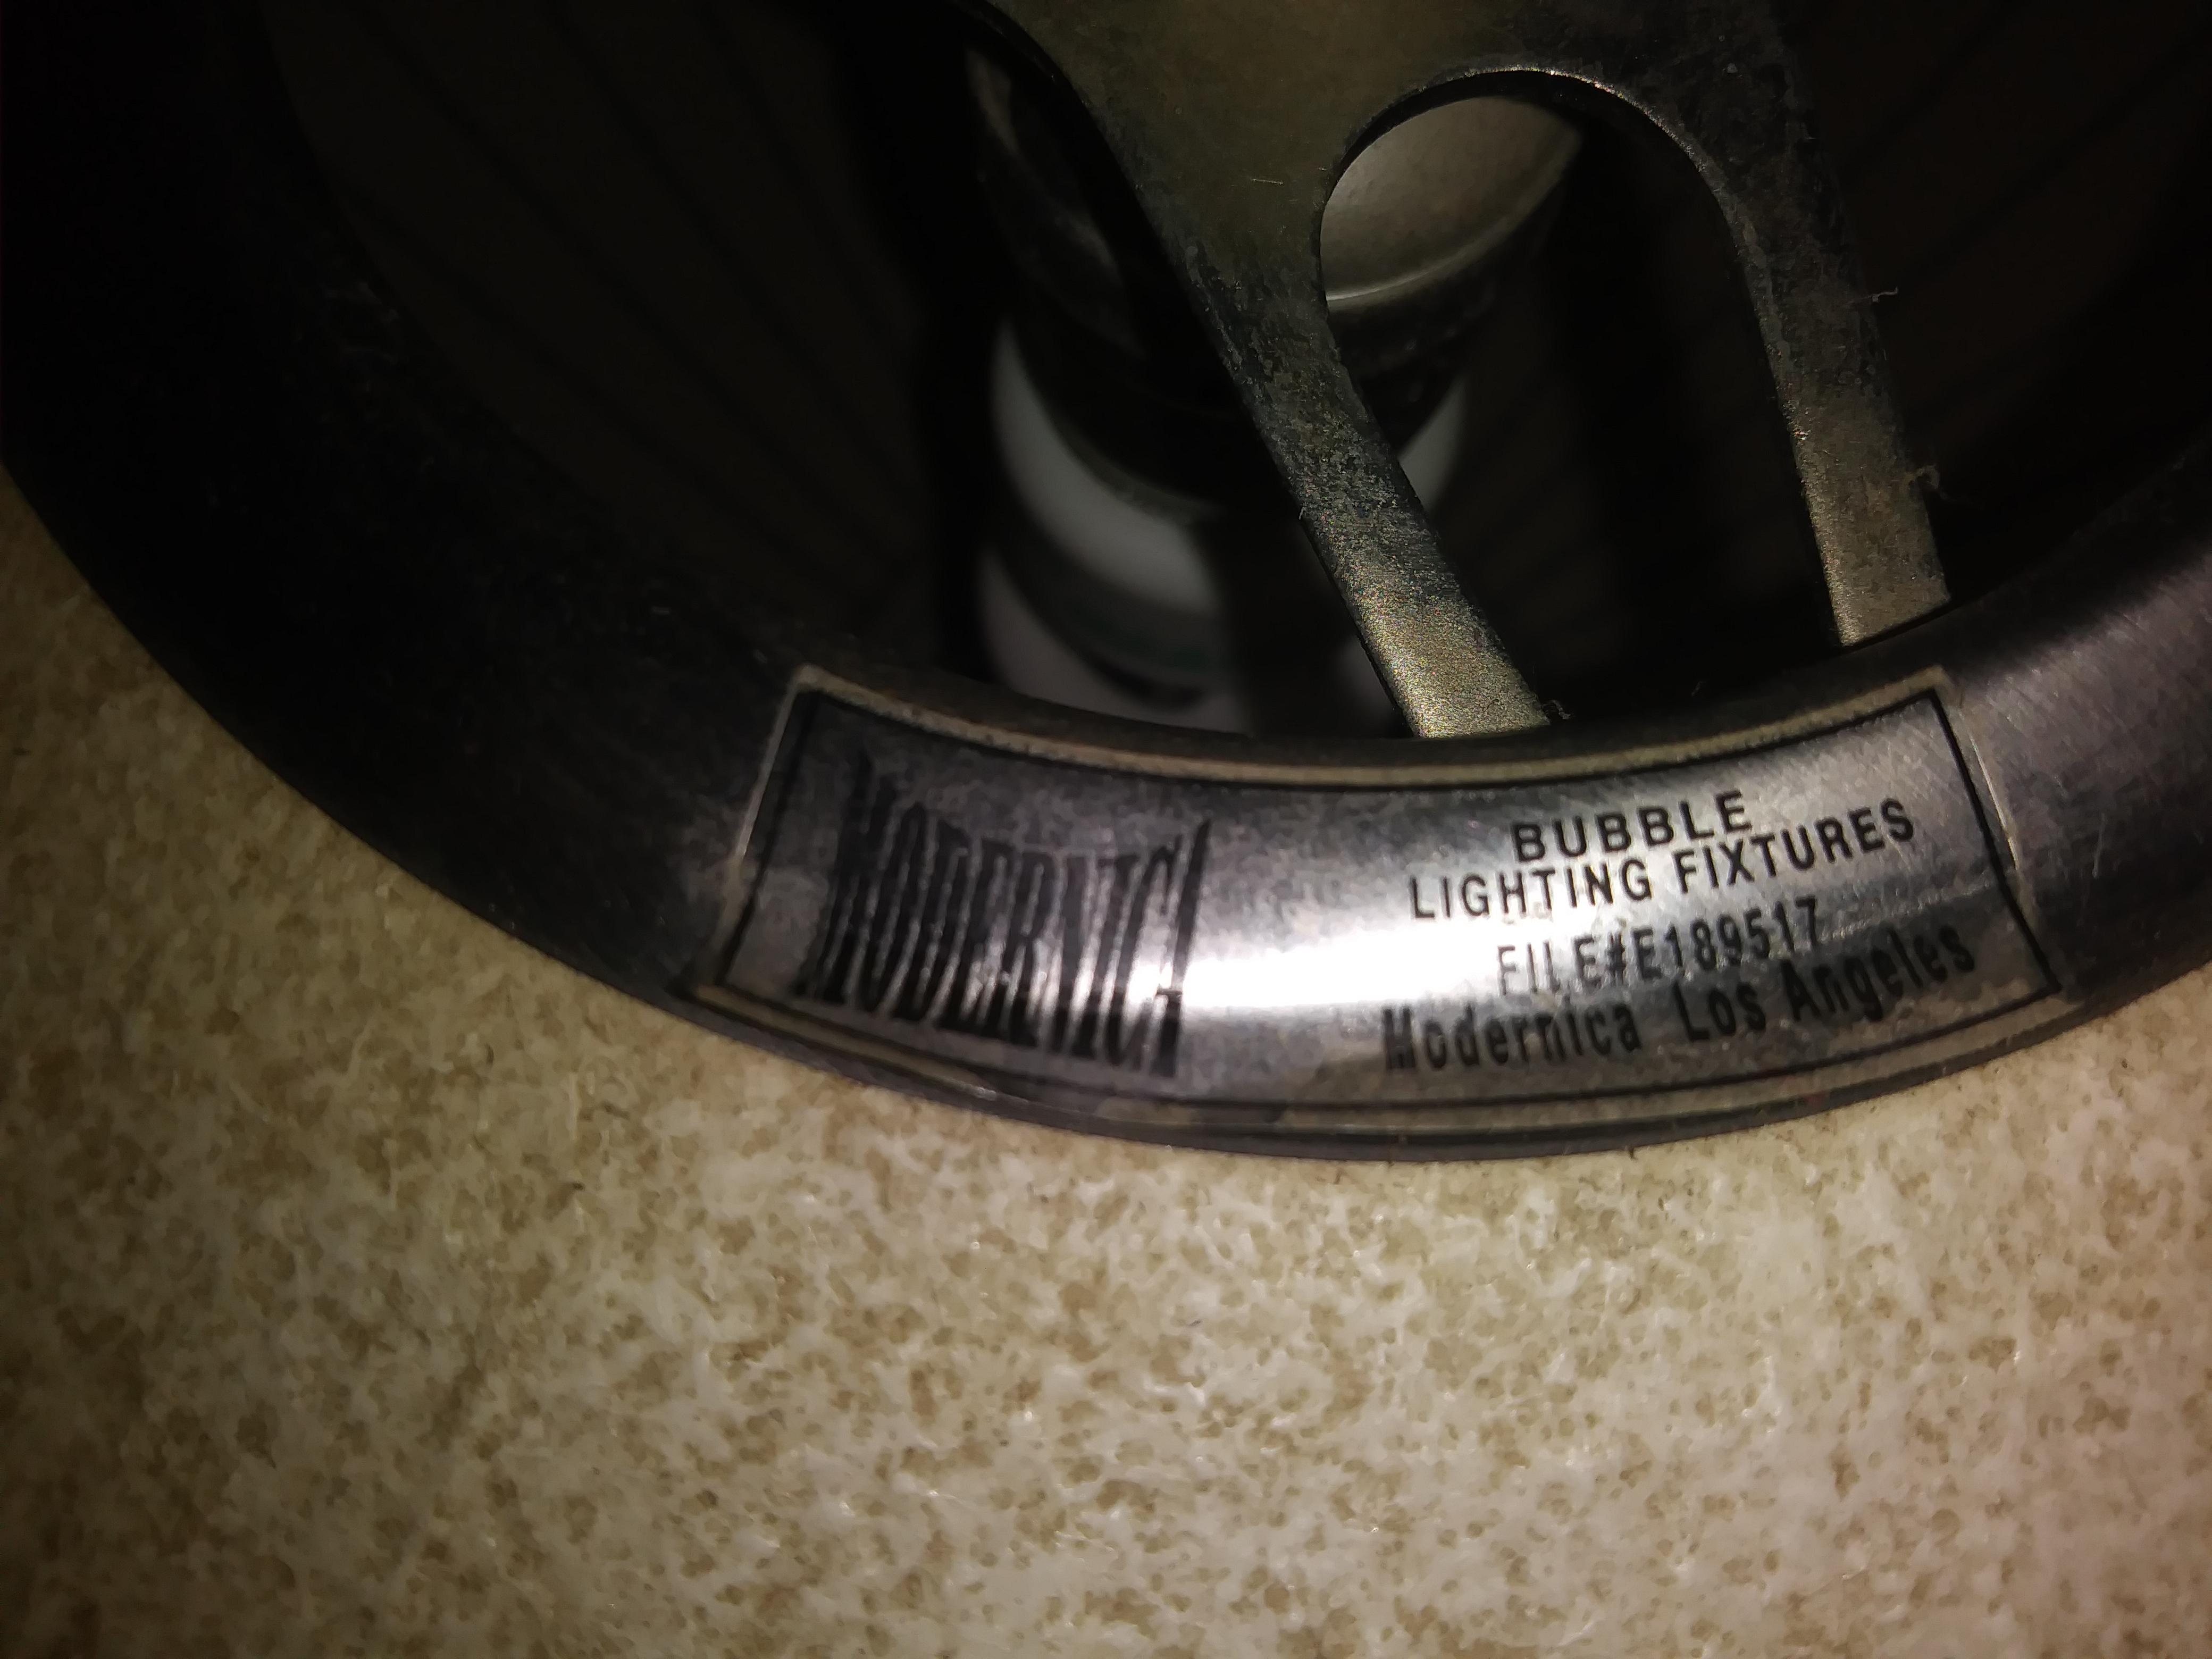 MODERNICA
BUBBLE
LIGHTING FIXTURES
FILE#E189517
Modernica Los Angeles